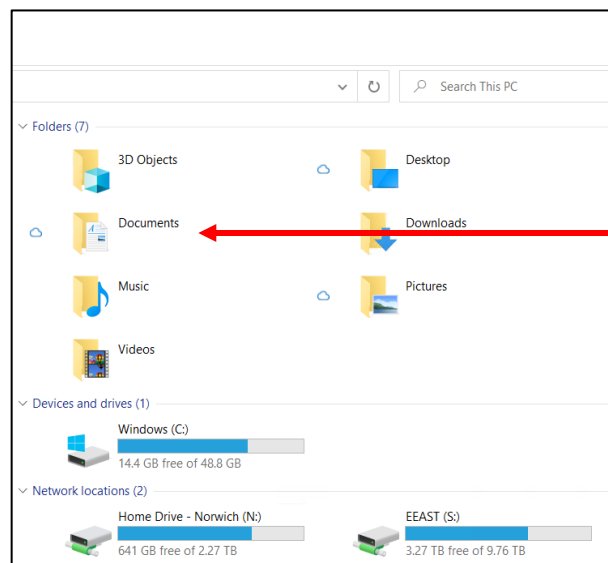 Search This PC
Folders (7)
3D Objects
Desktop
Documents
Downloads
Music
Pictures
Videos
Devices and drives (1)
Windows (C:)
14.4 GB free of 48.8 GB
Network locations (2)
Home Drive - Norwich (N:)
EEAST (S:)
641 GB free of 2.27 TB
3.27 TB free of 9.76 TB